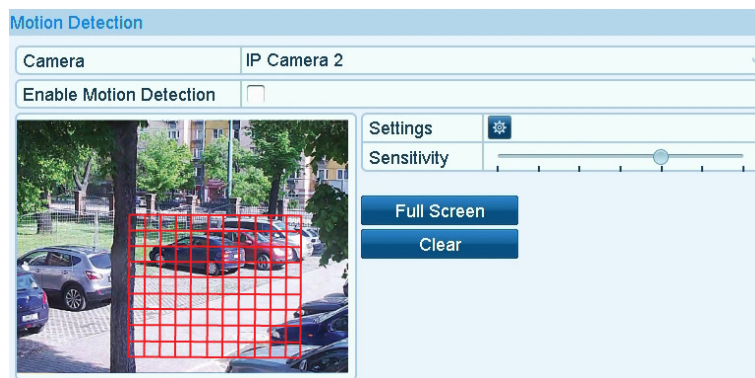 Motion Detection
Camera IP Camera 2
Enable Motion Detection
Settings
Sensitivity
Full Screen
Clear